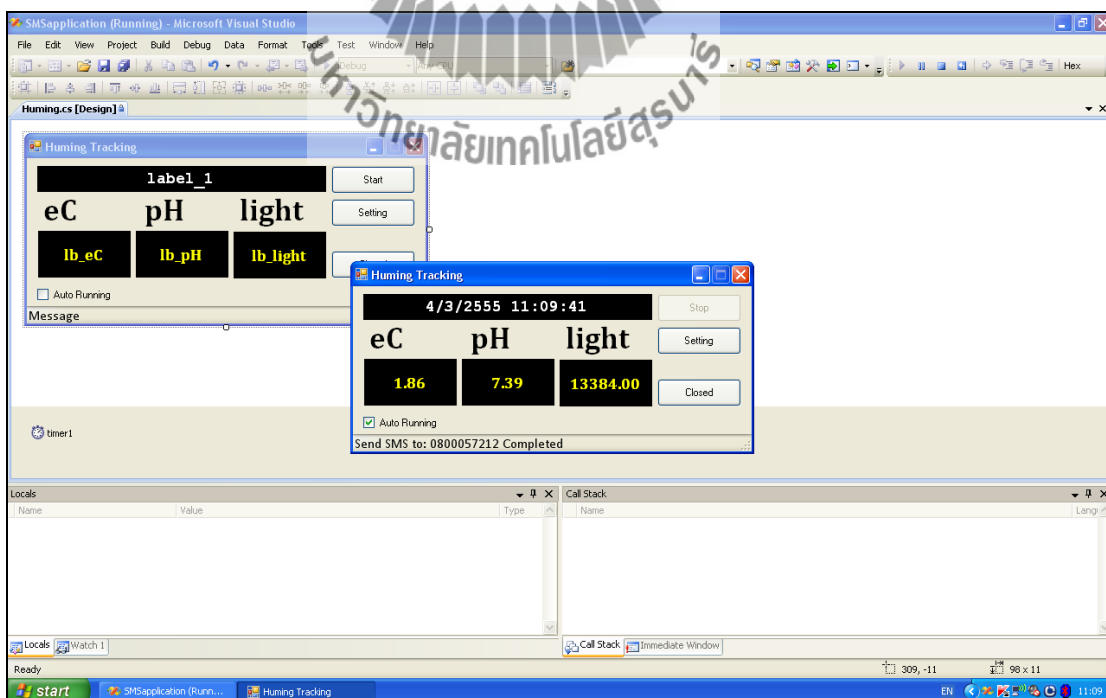 SMSapplication (Running) - Microsoft Visual Studio
File Edit View Project Build Debug Data Format Tools Test Window Help
Debug Any CPU Hex
Huming.cs [Design]
Huming Tracking
label_1 Start
eC pH light Setting
lb_eC lb_pH lb_light
Auto Running
Message
Huming Tracking
4/3/2555 11:09:41 Stop
eC pH light Setting
1.86 7.39 13384.00 Closed
Auto Running
Send SMS to: 0800057212 Completed
timer1
Locals
Name Value Type
Call Stack
Name Lang
Locals Watch 1
Call Stack Immediate Window
Ready 309, -11 98 x 11
start SMSapplication (Runn... Huming Tracking EN 11:09
มหาวิทยาลัยเทคโนโลยีสุรนารี